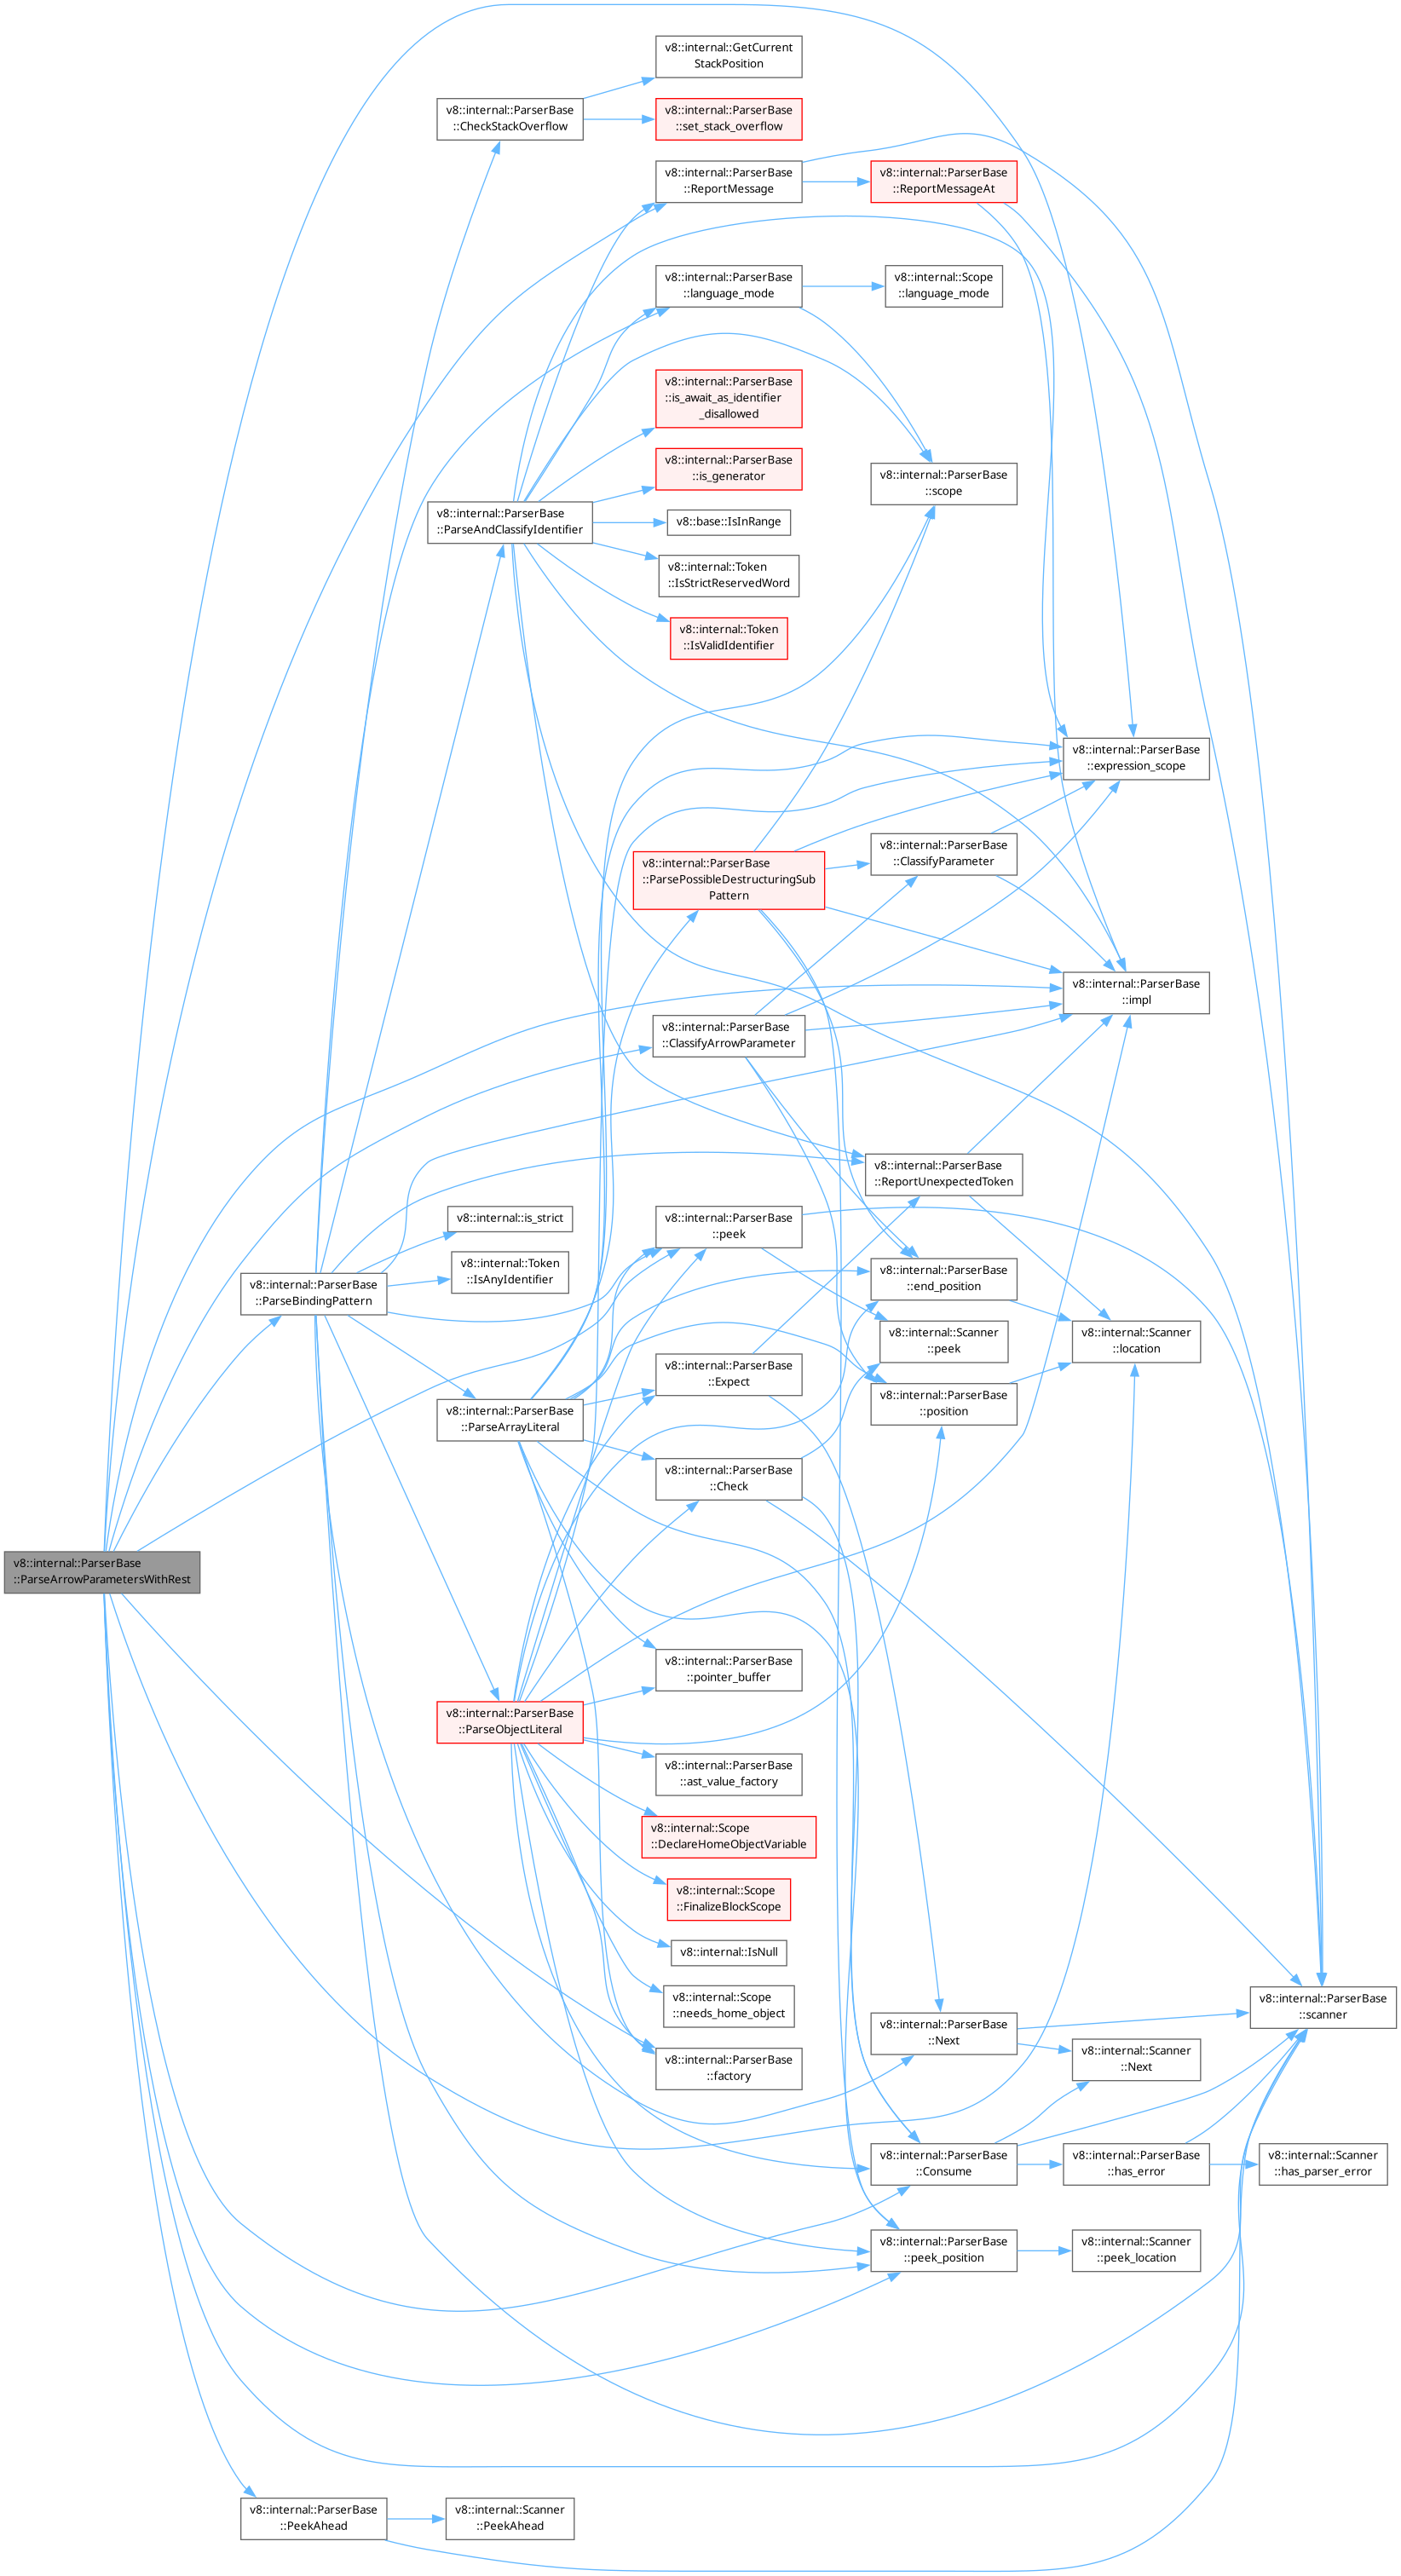 v8::internal::GetCurrent
StackPosition
v8::internal::ParserBase
::CheckStackOverflow
v8::internal::ParserBase
::set_stack_overflow
v8::internal::ParserBase
::ReportMessage
v8::internal::ParserBase
::ReportMessageAt
v8::internal::ParserBase
::language_mode
v8::internal::Scope
::language_mode
v8::internal::ParserBase
::is_await_as_identifier
_disallowed
v8::internal::ParserBase
::is_generator
v8::internal::ParserBase
::scope
v8::internal::ParserBase
::ParseAndClassifyIdentifier
v8::base::IsInRange
v8::internal::Token
::IsStrictReservedWord
v8::internal::Token
::IsValidIdentifier
v8::internal::ParserBase
::expression_scope
v8::internal::ParserBase
::ParsePossibleDestructuringSub
Pattern
v8::internal::ParserBase
::ClassifyParameter
v8::internal::ParserBase
::impl
v8::internal::ParserBase
::ClassifyArrowParameter
v8::internal::ParserBase
::ReportUnexpectedToken
v8::internal::is_strict
v8::internal::ParserBase
::peek
v8::internal::Token
::IsAnyIdentifier
v8::internal::ParserBase
::ParseBindingPattern
v8::internal::ParserBase
::end_position
v8::internal::Scanner
::peek
v8::internal::Scanner
::location
v8::internal::ParserBase
::Expect
v8::internal::ParserBase
::position
v8::internal::ParserBase
::ParseArrayLiteral
v8::internal::ParserBase
::Check
v8::internal::ParserBase
::ParseArrowParametersWithRest
v8::internal::ParserBase
::pointer_buffer
v8::internal::ParserBase
::ParseObjectLiteral
v8::internal::ParserBase
::ast_value_factory
v8::internal::Scope
::DeclareHomeObjectVariable
v8::internal::Scope
::FinalizeBlockScope
v8::internal::IsNull
v8::internal::Scope
::needs_home_object
v8::internal::ParserBase
::scanner
v8::internal::ParserBase
::Next
v8::internal::Scanner
::Next
v8::internal::ParserBase
::factory
v8::internal::ParserBase
::Consume
v8::internal::ParserBase
::has_error
v8::internal::Scanner
::has_parser_error
v8::internal::ParserBase
::peek_position
v8::internal::Scanner
::peek_location
v8::internal::ParserBase
::PeekAhead
v8::internal::Scanner
::PeekAhead